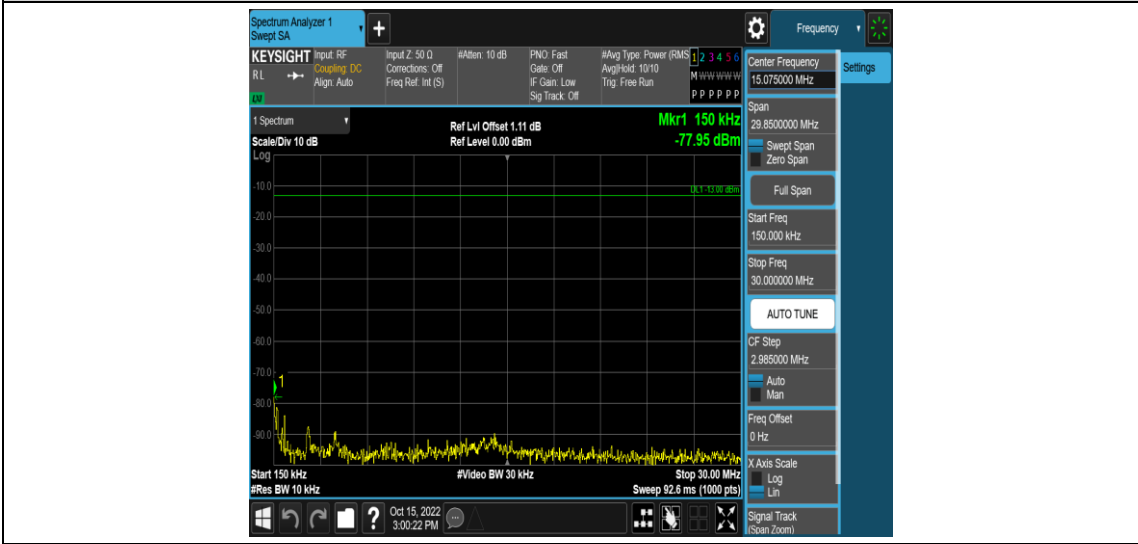 Spectrum Analyzer 1
Swept SA
+
Frequency
KEYSIGHT
RL
LXI
Input: RF
Coupling: DC
Align: Auto
Input Z: 50 Ω
Corrections: Off
Freq Ref: Int (S)
#Atten: 10 dB
PNO: Fast
Gate: Off
IF Gain: Low
Sig Track: Off
#Avg Type: Power (RMS
Avg|Hold: 10/10
Trig: Free Run
1 2 3 4 5 6
M W W W W W
P P P P P P
1 Spectrum
Scale/Div 10 dB
Log
Ref Lvl Offset 1.11 dB
Ref Level 0.00 dBm
Mkr1 150 kHz
-77.95 dBm
DL1 -13.00 dBm
-10.0
-20.0
-30.0
-40.0
-50.0
-60.0
-70.0
1
-80.0
-90.0
Start 150 kHz
#Res BW 10 kHz
#Video BW 30 kHz
Stop 30.00 MHz
Sweep 92.6 ms (1000 pts)
?
Oct 15, 2022
3:00:22 PM
Settings
Center Frequency
15.075000 MHz
Span
29.8500000 MHz
Swept Span
Zero Span
Full Span
Start Freq
150.000 kHz
Stop Freq
30.000000 MHz
AUTO TUNE
CF Step
2.985000 MHz
Auto
Man
Freq Offset
0 Hz
X Axis Scale
Log
Lin
Signal Track
(Span Zoom)